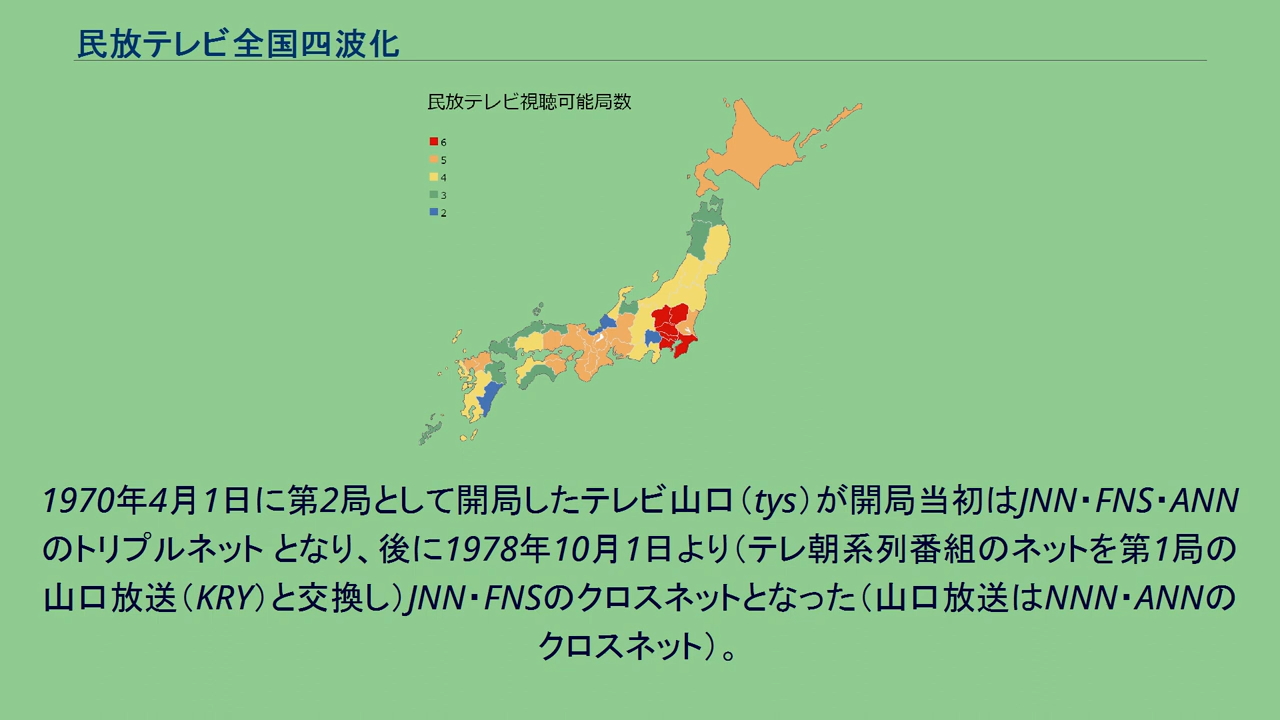 民放テレビ全国四波化
民放テレビ視聴可能局数
6
5
4
3
2
1970年4月1日に第2局として開局したテレビ山口（tys）が開局当初はJNN・FNS・ANN
のトリプルネット となり、後に1978年10月1日より（テレ朝系列番組のネットを第1局の
山口放送（KRY）と交換し）JNN・FNSのクロスネットとなった（山口放送はNNN・ANNの
クロスネット）。